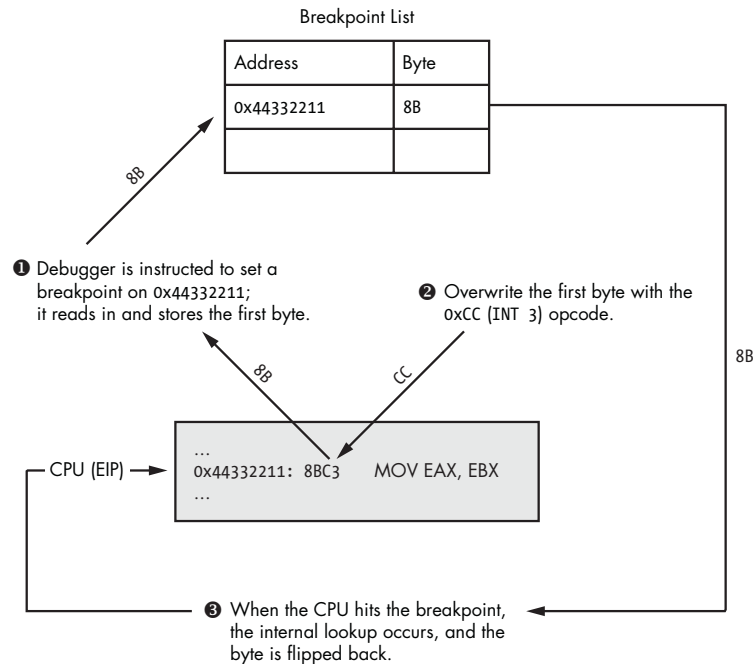 Breakpoint List
Address Byte
0x44332211 8B
8B
❶ Debugger is instructed to set a
breakpoint on 0x44332211;
it reads in and stores the first byte.
❷ Overwrite the first byte with the
0xCC (INT 3) opcode.
8B
8B
CC
...
0x44332211: 8BC3 MOV EAX, EBX
...
CPU (EIP)
❸ When the CPU hits the breakpoint,
the internal lookup occurs, and the
byte is flipped back.